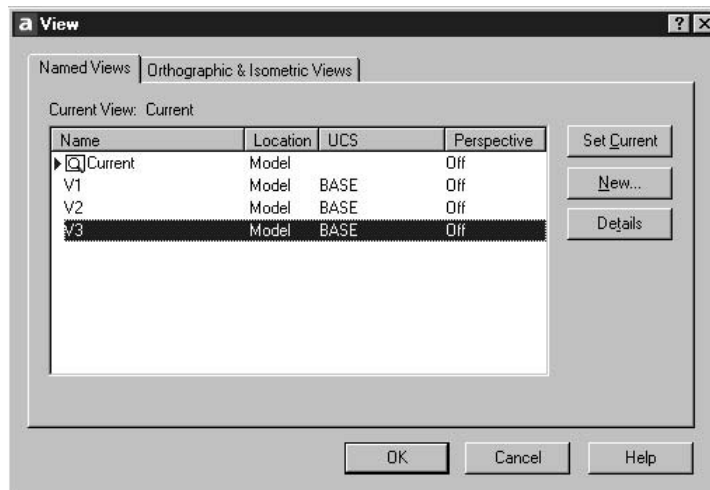 a View ? X
Named Views Orthographic & Isometric Views
Current View: Current
Name Location UCS Perspective Set Current
Current Model Off
V1 Model BASE Off New...
V2 Model BASE Off
V3 Model BASE Off Details
OK Cancel Help